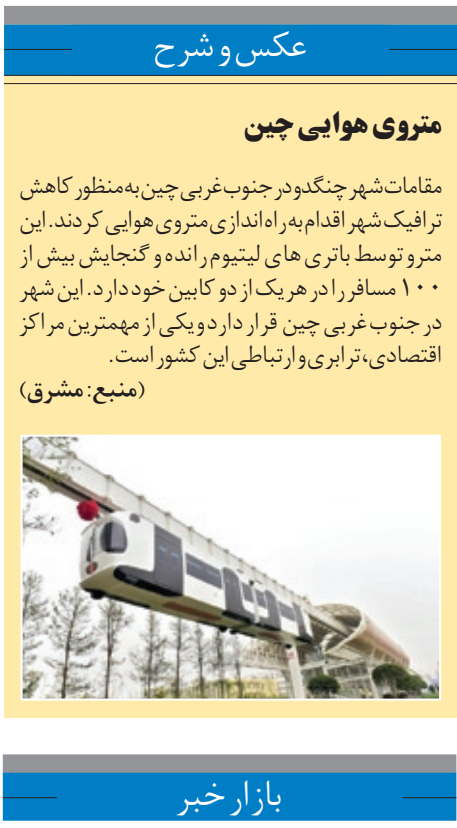 عکس و شرح
متروی هوایی چین
مقامات شهر چنگدو در جنوب غربی چین به منظور کاهش
ترافیک شهر اقدام به راه اندازی متروی هوایی کردند. این
مترو توسط باتری های لیتیوم رانده و گنجایش بیش از
۱۰۰ مسافر را در هر یک از دو کابین خود دارد. این شهر
در جنوب غربی چین قرار دارد و یکی از مهمترین مراکز
اقتصادی، ترابری و ارتباطی این کشور است.
(منبع: مشرق)
بازار خبر